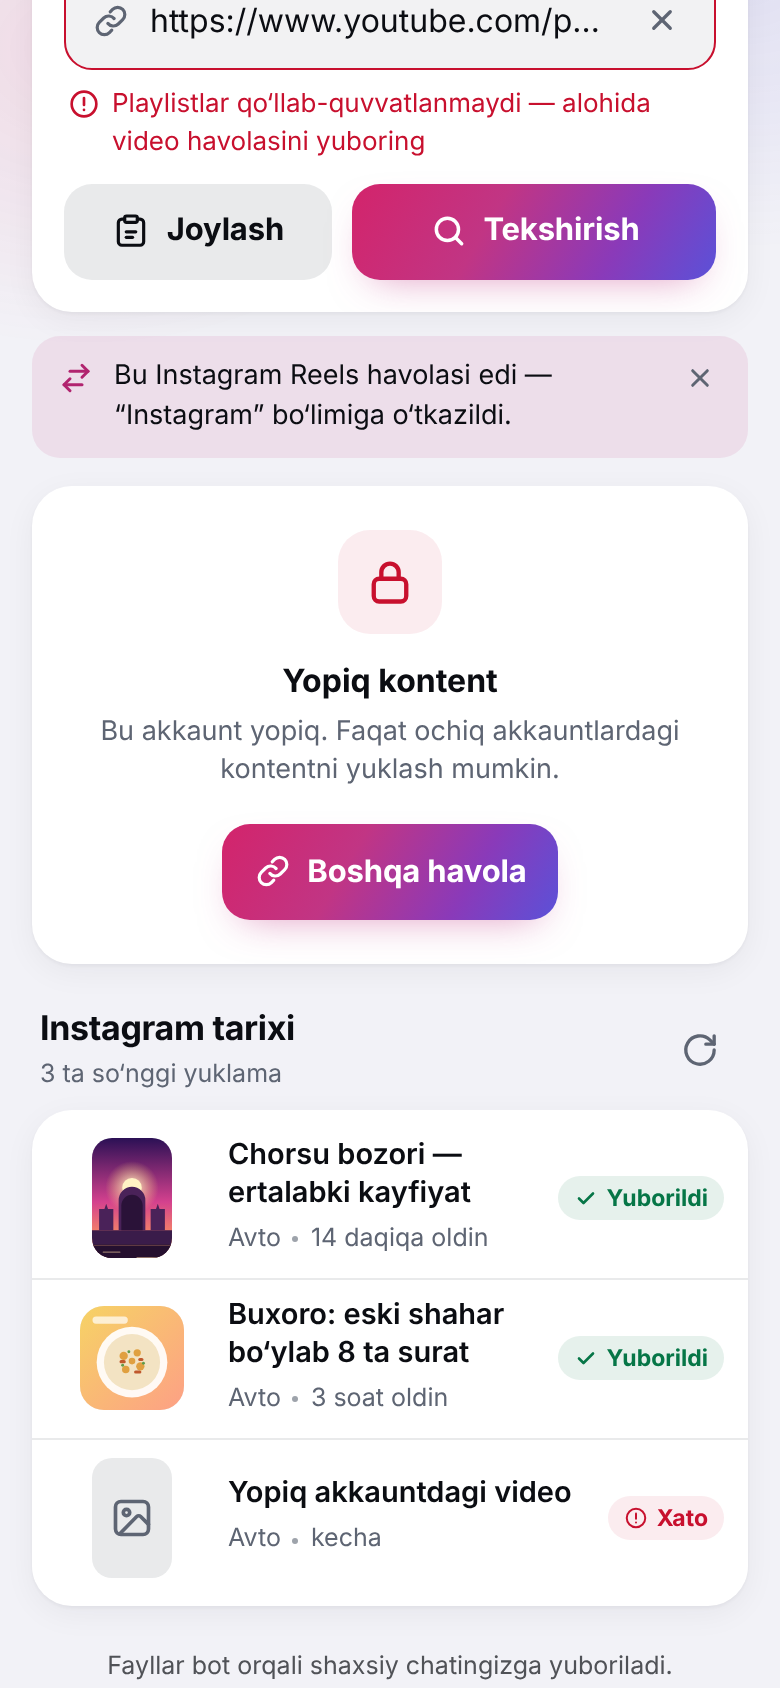 https://www.youtube.com/p...
Playlistlar qo‘llab-quvvatlanmaydi — alohida
video havolasini yuboring
Joylash
Tekshirish
Bu Instagram Reels havolasi edi —
“Instagram” bo‘limiga o‘tkazildi.
Yopiq kontent
Bu akkaunt yopiq. Faqat ochiq akkauntlardagi
kontentni yuklash mumkin.
Boshqa havola
Instagram tarixi
3 ta so‘nggi yuklama
Chorsu bozori —
ertalabki kayfiyat
Yuborildi
Avto • 14 daqiqa oldin
Buxoro: eski shahar
bo‘ylab 8 ta surat
Yuborildi
Avto • 3 soat oldin
Yopiq akkauntdagi video
Xato
Avto • kecha
Fayllar bot orqali shaxsiy chatingizga yuboriladi.